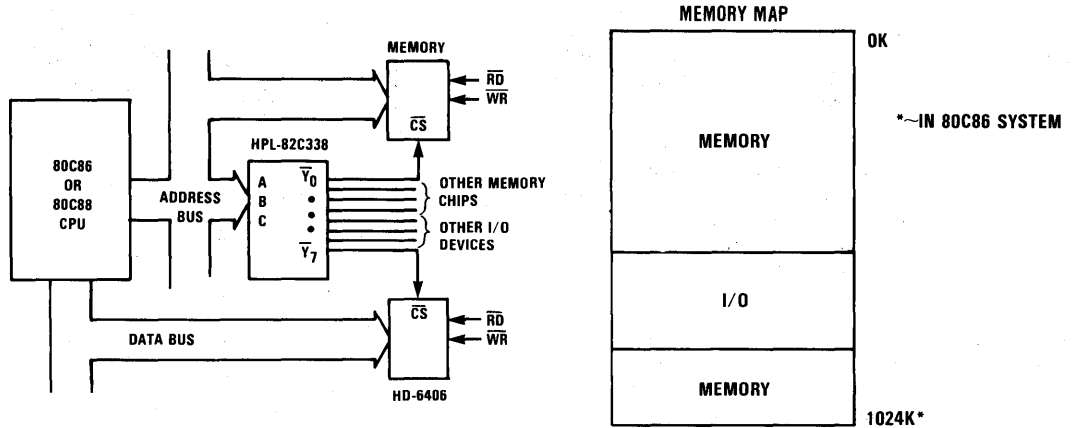 MEMORY
RD
WR
CS
HPL-82C338
80C86
OR
80C88
CPU
ADDRESS
BUS
A
B
C
Y0
Y7
OTHER MEMORY
CHIPS
OTHER I/O
DEVICES
CS
RD
WR
DATA BUS
HD-6406
MEMORY MAP
OK
MEMORY
*~IN 80C86 SYSTEM
I/O
MEMORY
1024K*